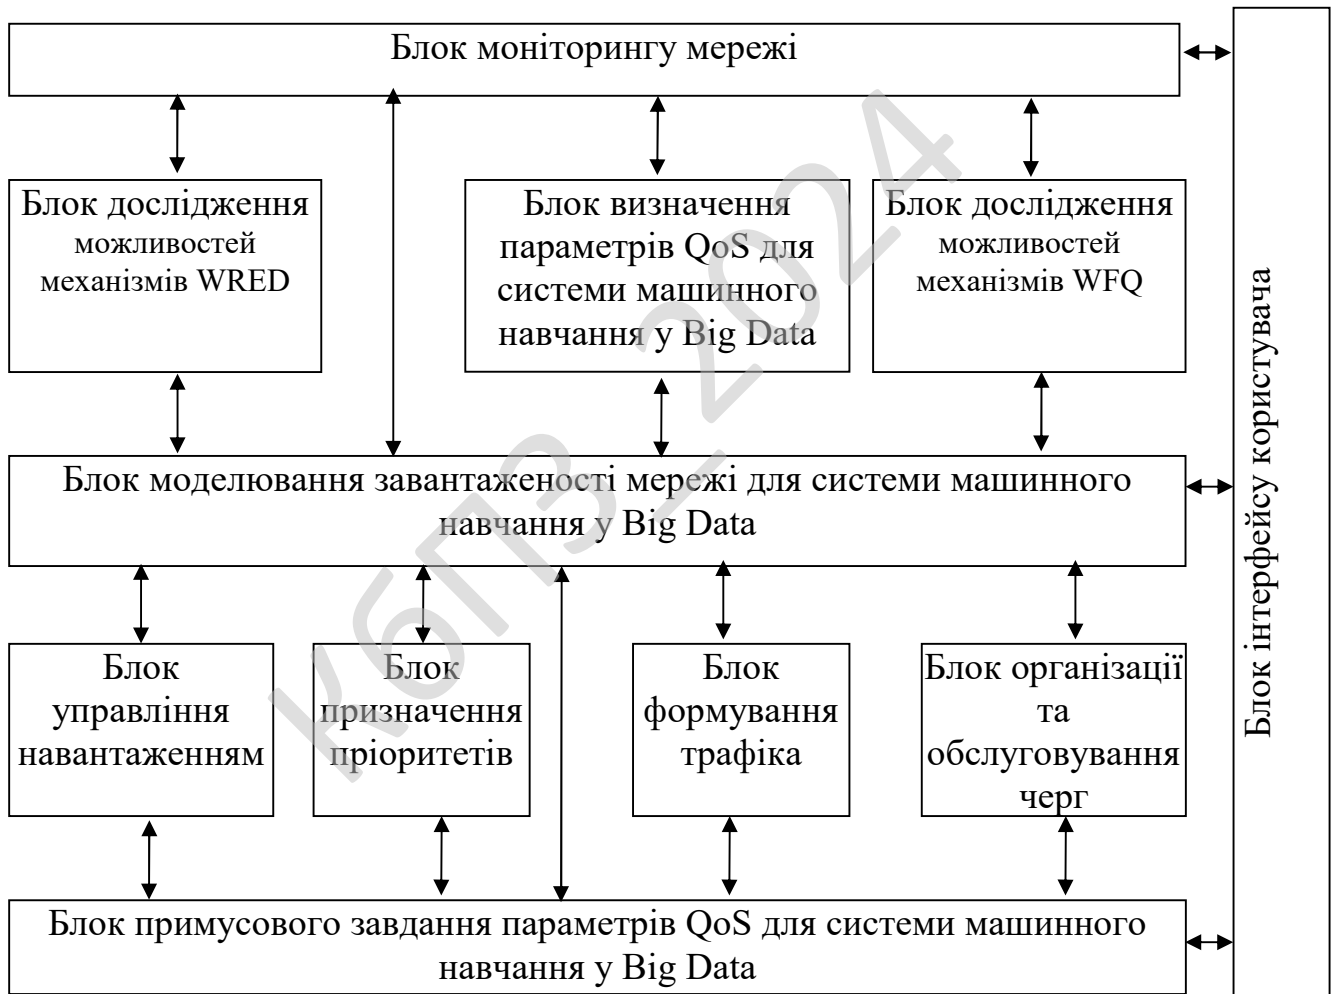 Блок моніторингу мережі
Блок дослідження
можливостей
механізмів WRED
Блок визначення
параметрів QoS для
системи машинного
навчання у Big Data
Блок дослідження
можливостей
механізмів WFQ
Блок моделювання завантаженості мережі для системи машинного
навчання у Big Data
Блок
управління
навантаженням
Блок
призначення
пріоритетів
Блок
формування
трафіка
Блок організації
та
обслуговування
черг
Блок примусового завдання параметрів QoS для системи машинного
навчання у Big Data
Блок інтерфейсу користувача
КбПЗ_2024